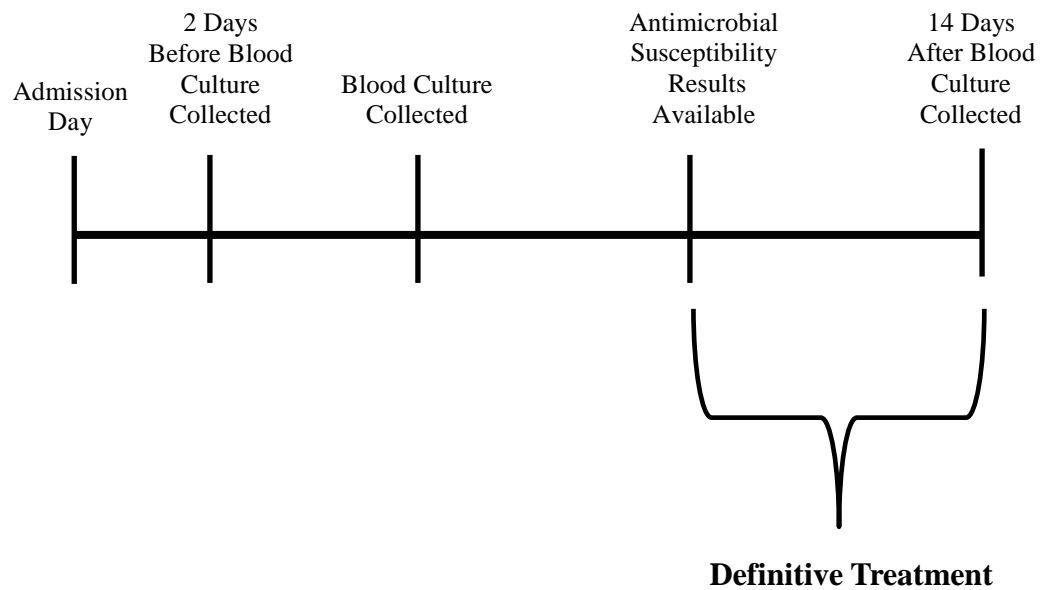 Admission
Day
2 Days
Before Blood
Culture
Collected
Blood Culture
Collected
Antimicrobial
Susceptibility
Results
Available
14 Days
After Blood
Culture
Collected
Definitive Treatment